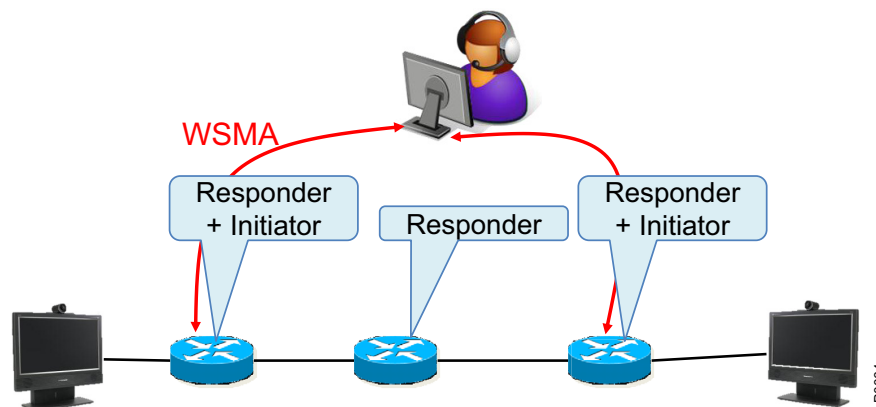 WSMA
Responder
+ Initiator
Responder
Responder
+ Initiator